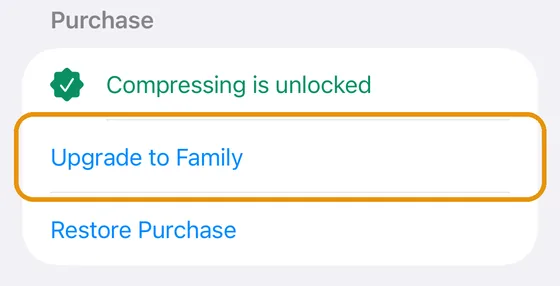 Purchase
Compressing is unlocked
Upgrade to Family
Restore Purchase